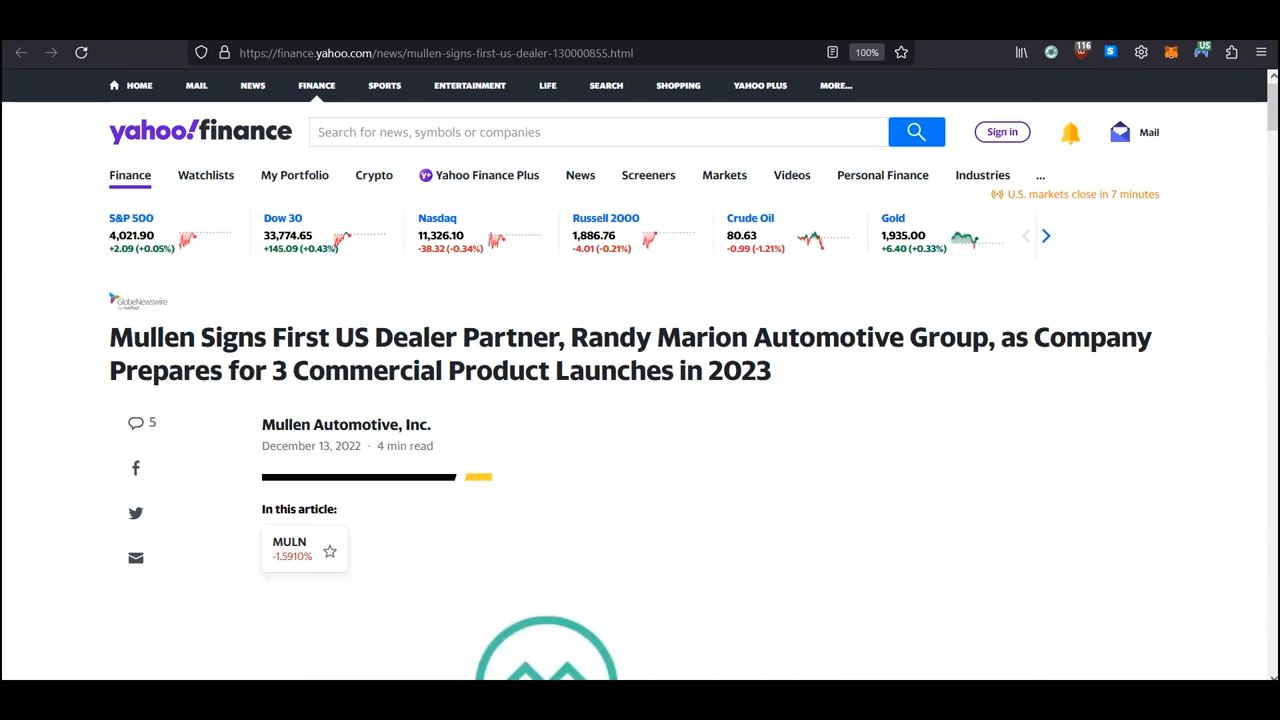 https://finance.yahoo.com/news/mullen-signs-first-us-dealer-130000855.html 100% 116 S US
HOME MAIL NEWS FINANCE SPORTS ENTERTAINMENT LIFE SEARCH SHOPPING YAHOO PLUS MORE...
yahoo!finance Search for news, symbols or companies Sign in Mail
Finance Watchlists My Portfolio Crypto Y+ Yahoo Finance Plus News Screeners Markets Videos Personal Finance Industries ...
U.S. markets close in 7 minutes
S&P 500 Dow 30 Nasdaq Russell 2000 Crude Oil Gold
4,021.90 33,774.65 11,326.10 1,886.76 80.63 1,935.00
+2.09 (+0.05%) +145.09 (+0.43%) -38.32 (-0.34%) -4.01 (-0.21%) -0.99 (-1.21%) +6.40 (+0.33%)
GlobeNewswire
Mullen Signs First US Dealer Partner, Randy Marion Automotive Group, as Company
Prepares for 3 Commercial Product Launches in 2023
5
Mullen Automotive, Inc.
December 13, 2022 · 4 min read
In this article:
MULN
-1.5910%